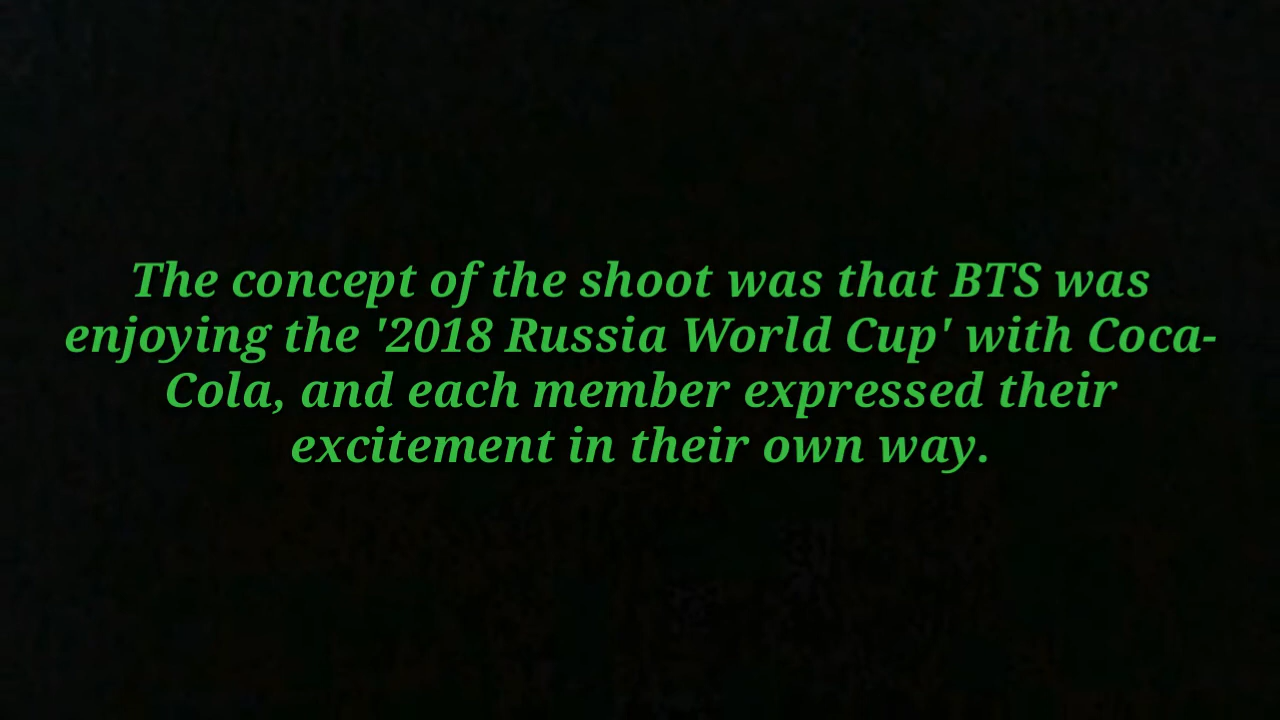 The concept of the shoot was that BTS was
enjoying the '2018 Russia World Cup' with Coca-
Cola, and each member expressed their
excitement in their own way.